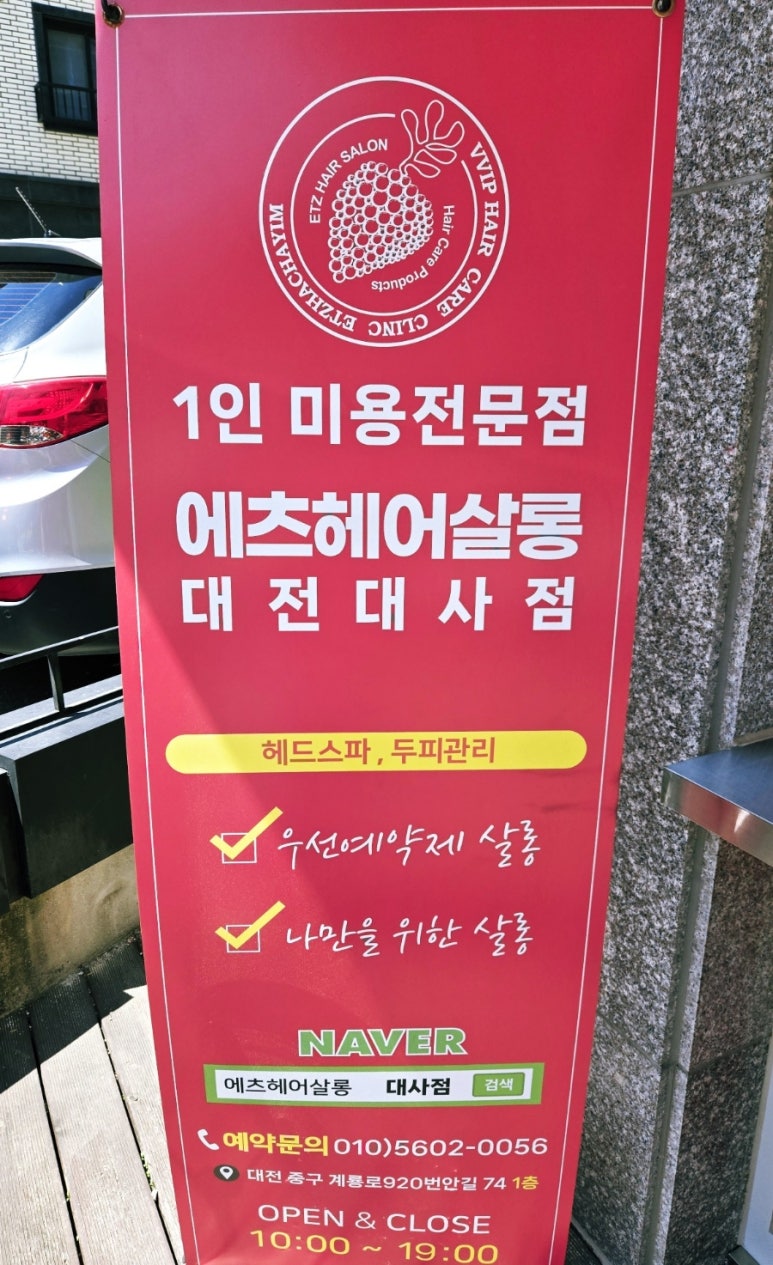 VVIP HAIR CARE CLINC ETZHACHAYIM
ETZ HAIR SALON
Hair Care Products
1인 미용전문점
에츠헤어살롱
대전대사점
헤드스파, 두피관리
우선예약제 살롱
나만을 위한 살롱
NAVER
에츠헤어살롱 대사점 검색
예약문의 010)5602-0056
대전 중구 계룡로920번안길 74 1층
OPEN & CLOSE
10:00 ~ 19:00